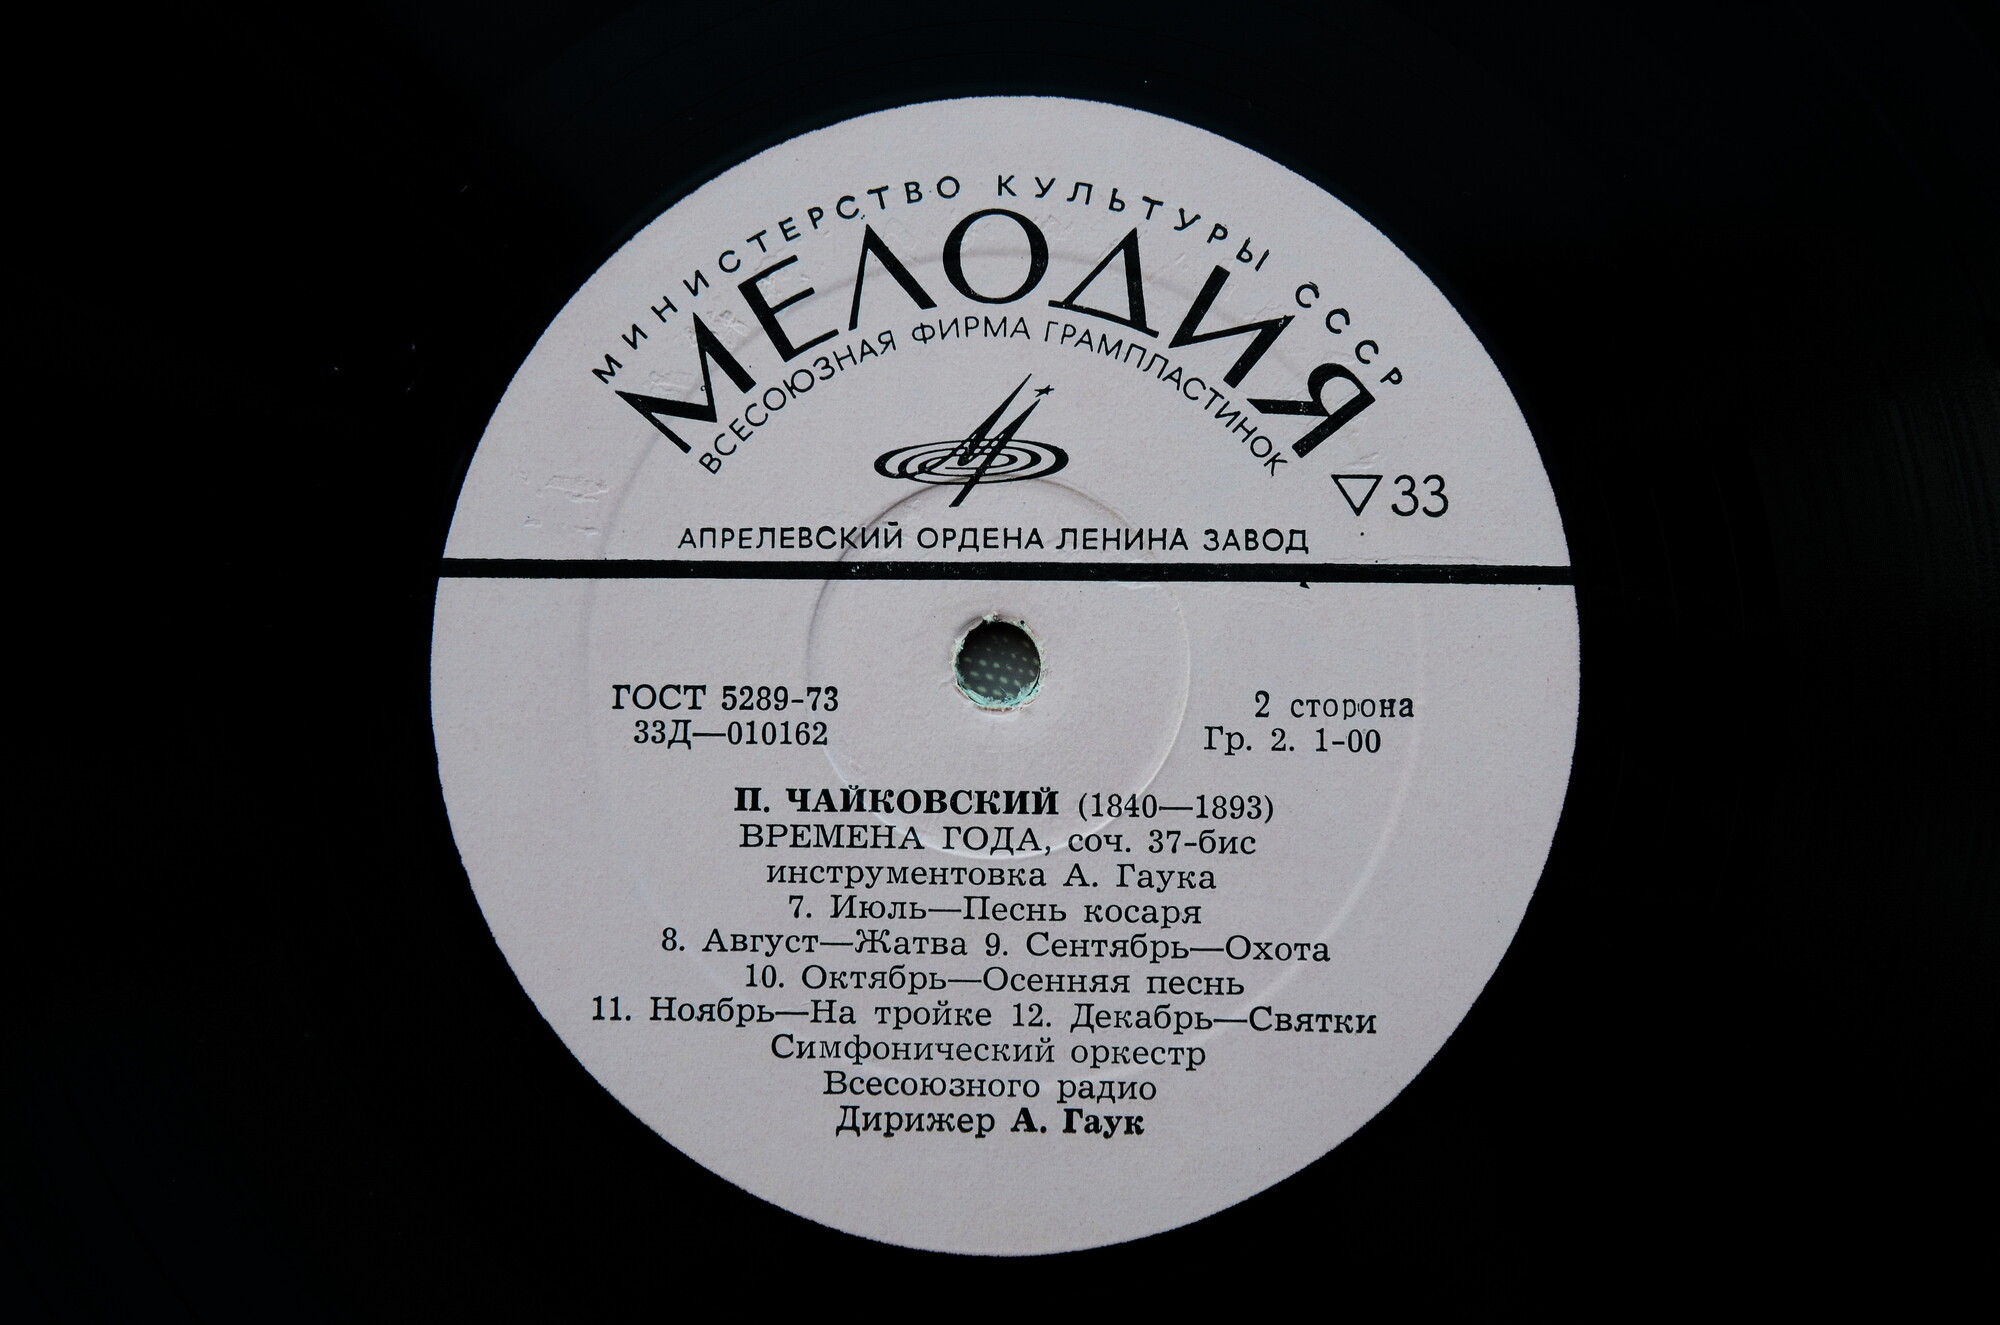 МИНИСТЕРСТВО КУЛЬТУРЫ СССР
МЕЛОДИЯ
ВСЕСОЮЗНАЯ ФИРМА ГРАМПЛАСТИНОК
33
АПРЕЛЕВСКИЙ ОРДЕНА ЛЕНИНА ЗАВОД
ГОСТ 5289-73
33Д—010162
2 сторона
Гр. 2. 1-00
П. ЧАЙКОВСКИЙ (1840—1893)
ВРЕМЕНА ГОДА, соч. 37-бис
инструментовка А. Гаука
7. Июль—Песнь косаря
8. Август—Жатва 9. Сентябрь—Охота
10. Октябрь—Осенняя песнь
11. Ноябрь—На тройке 12. Декабрь—Святки
Симфонический оркестр
Всесоюзного радио
Дирижер А. Гаук